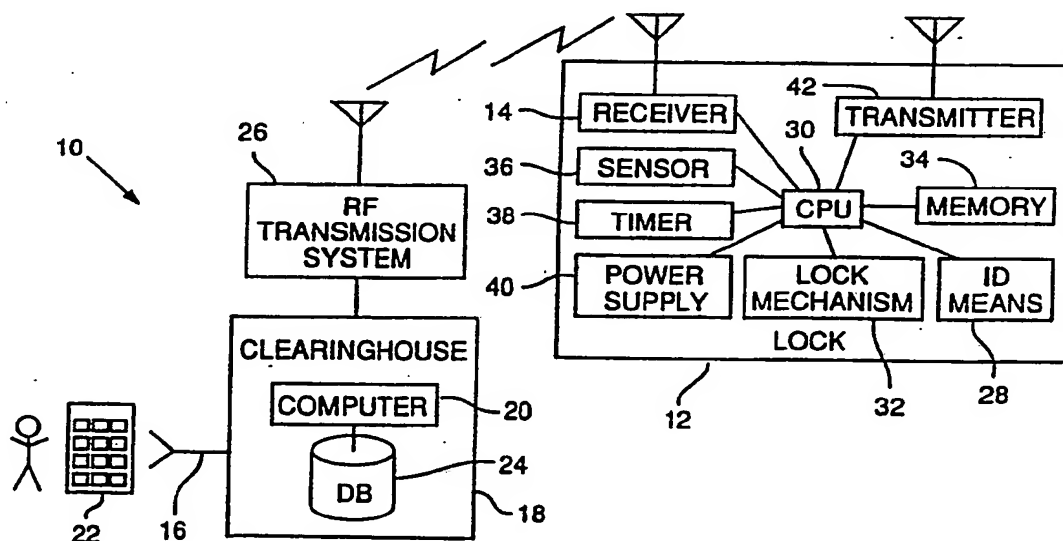 42
14
RECEIVER
30
TRANSMITTER
26
10
36
SENSOR
34
RF
TRANSMISSION
SYSTEM
38
TIMER
CPU
MEMORY
40
POWER
SUPPLY
LOCK
MECHANISM
ID
MEANS
LOCK
CLEARINGHOUSE
12
32
28
COMPUTER
20
DB
24
18
22
16